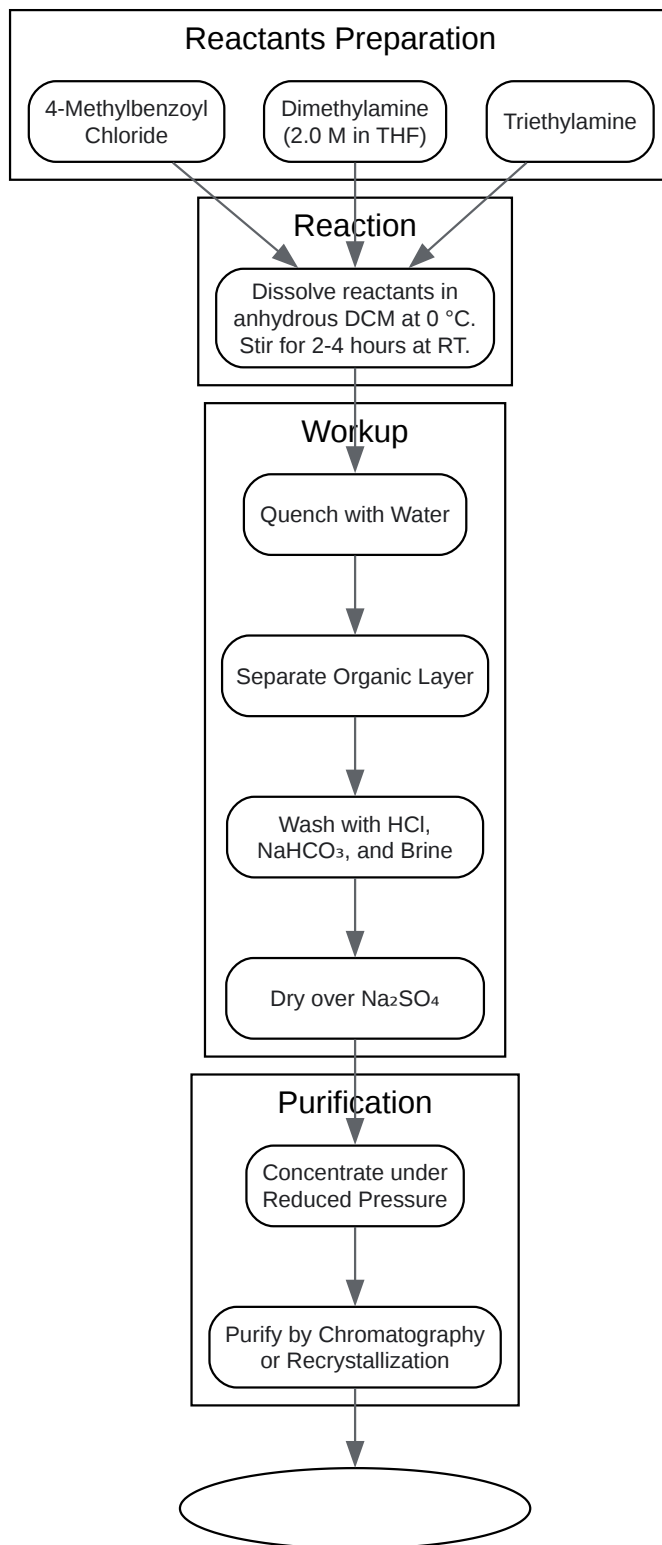 Reactants Preparation
4-Methylbenzoyl
Chloride
Dimethylamine
(2.0 M in THF)
Triethylamine
Reaction
Dissolve reactants in
anhydrous DCM at 0 °C.
Stir for 2-4 hours at RT.
Workup
Quench with Water
Separate Organic Layer
Wash with HCl,
NaHCO₃, and Brine
Dry over Na₂SO₄
Purification
Concentrate under
Reduced Pressure
Purify by Chromatography
or Recrystallization